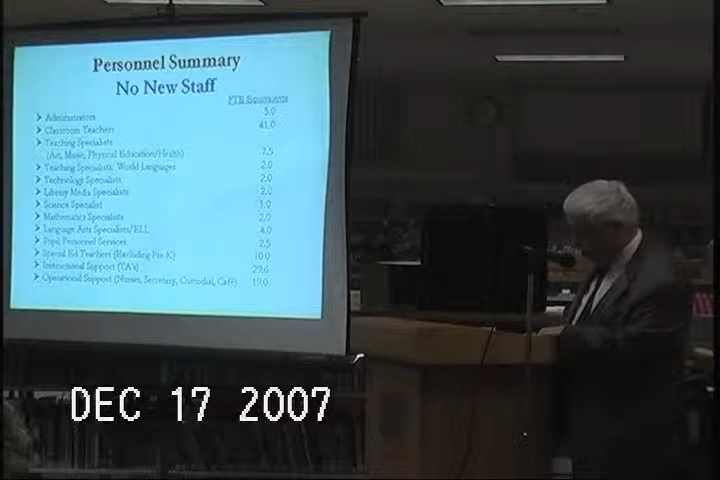 Personnel Summary
No New Staff
FTE Equivalents
➤ Administrators 5.0
➤ Classroom Teachers 41.0
➤ Teaching Specialists
(Art, Music, Physical Education/Health) 7.5
➤ Teaching Specialists: World Languages 2.0
➤ Technology Specialists 2.0
➤ Library Media Specialists 2.0
➤ Science Specialist 1.0
➤ Mathematics Specialists 2.0
➤ Language Arts Specialists/ELL 4.0
➤ Pupil Personnel Services 2.5
➤ Special Ed Teachers (Excluding Pre-K) 10.0
➤ Instructional Support (TA's) 29.6
➤ Operational Support (Nurses, Secretary, Custodial, Café) 19.0
DEC 17 2007